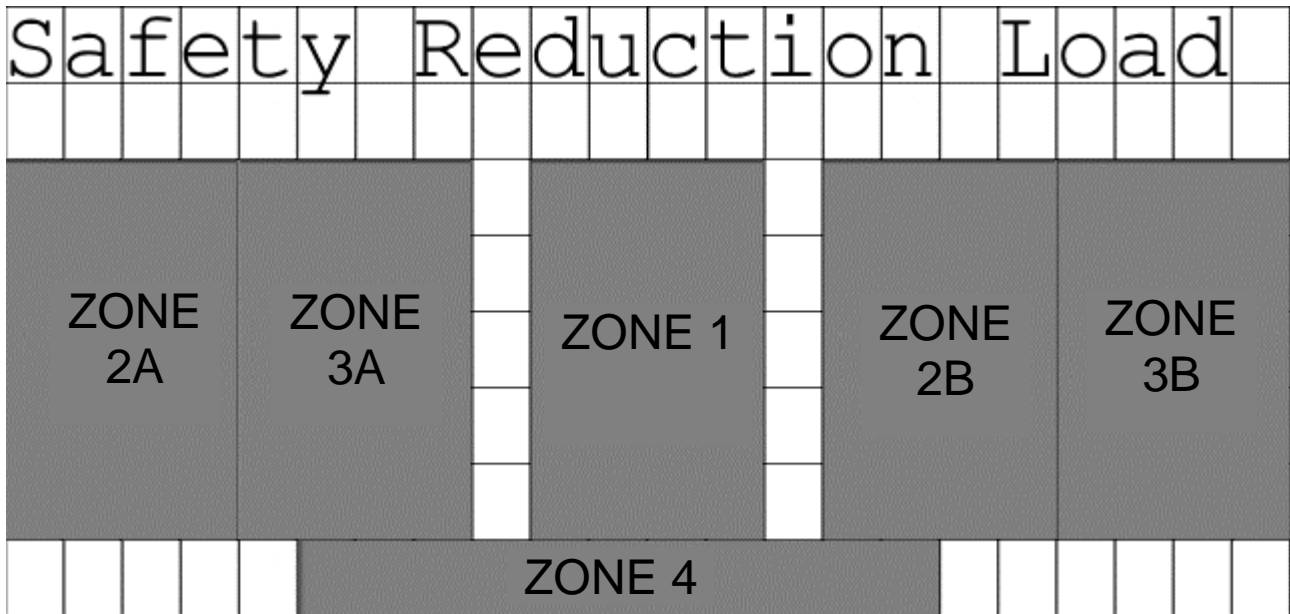 Safety Reduction Load
ZONE
2A
ZONE
3A
ZONE 1
ZONE
2B
ZONE
3B
ZONE 4